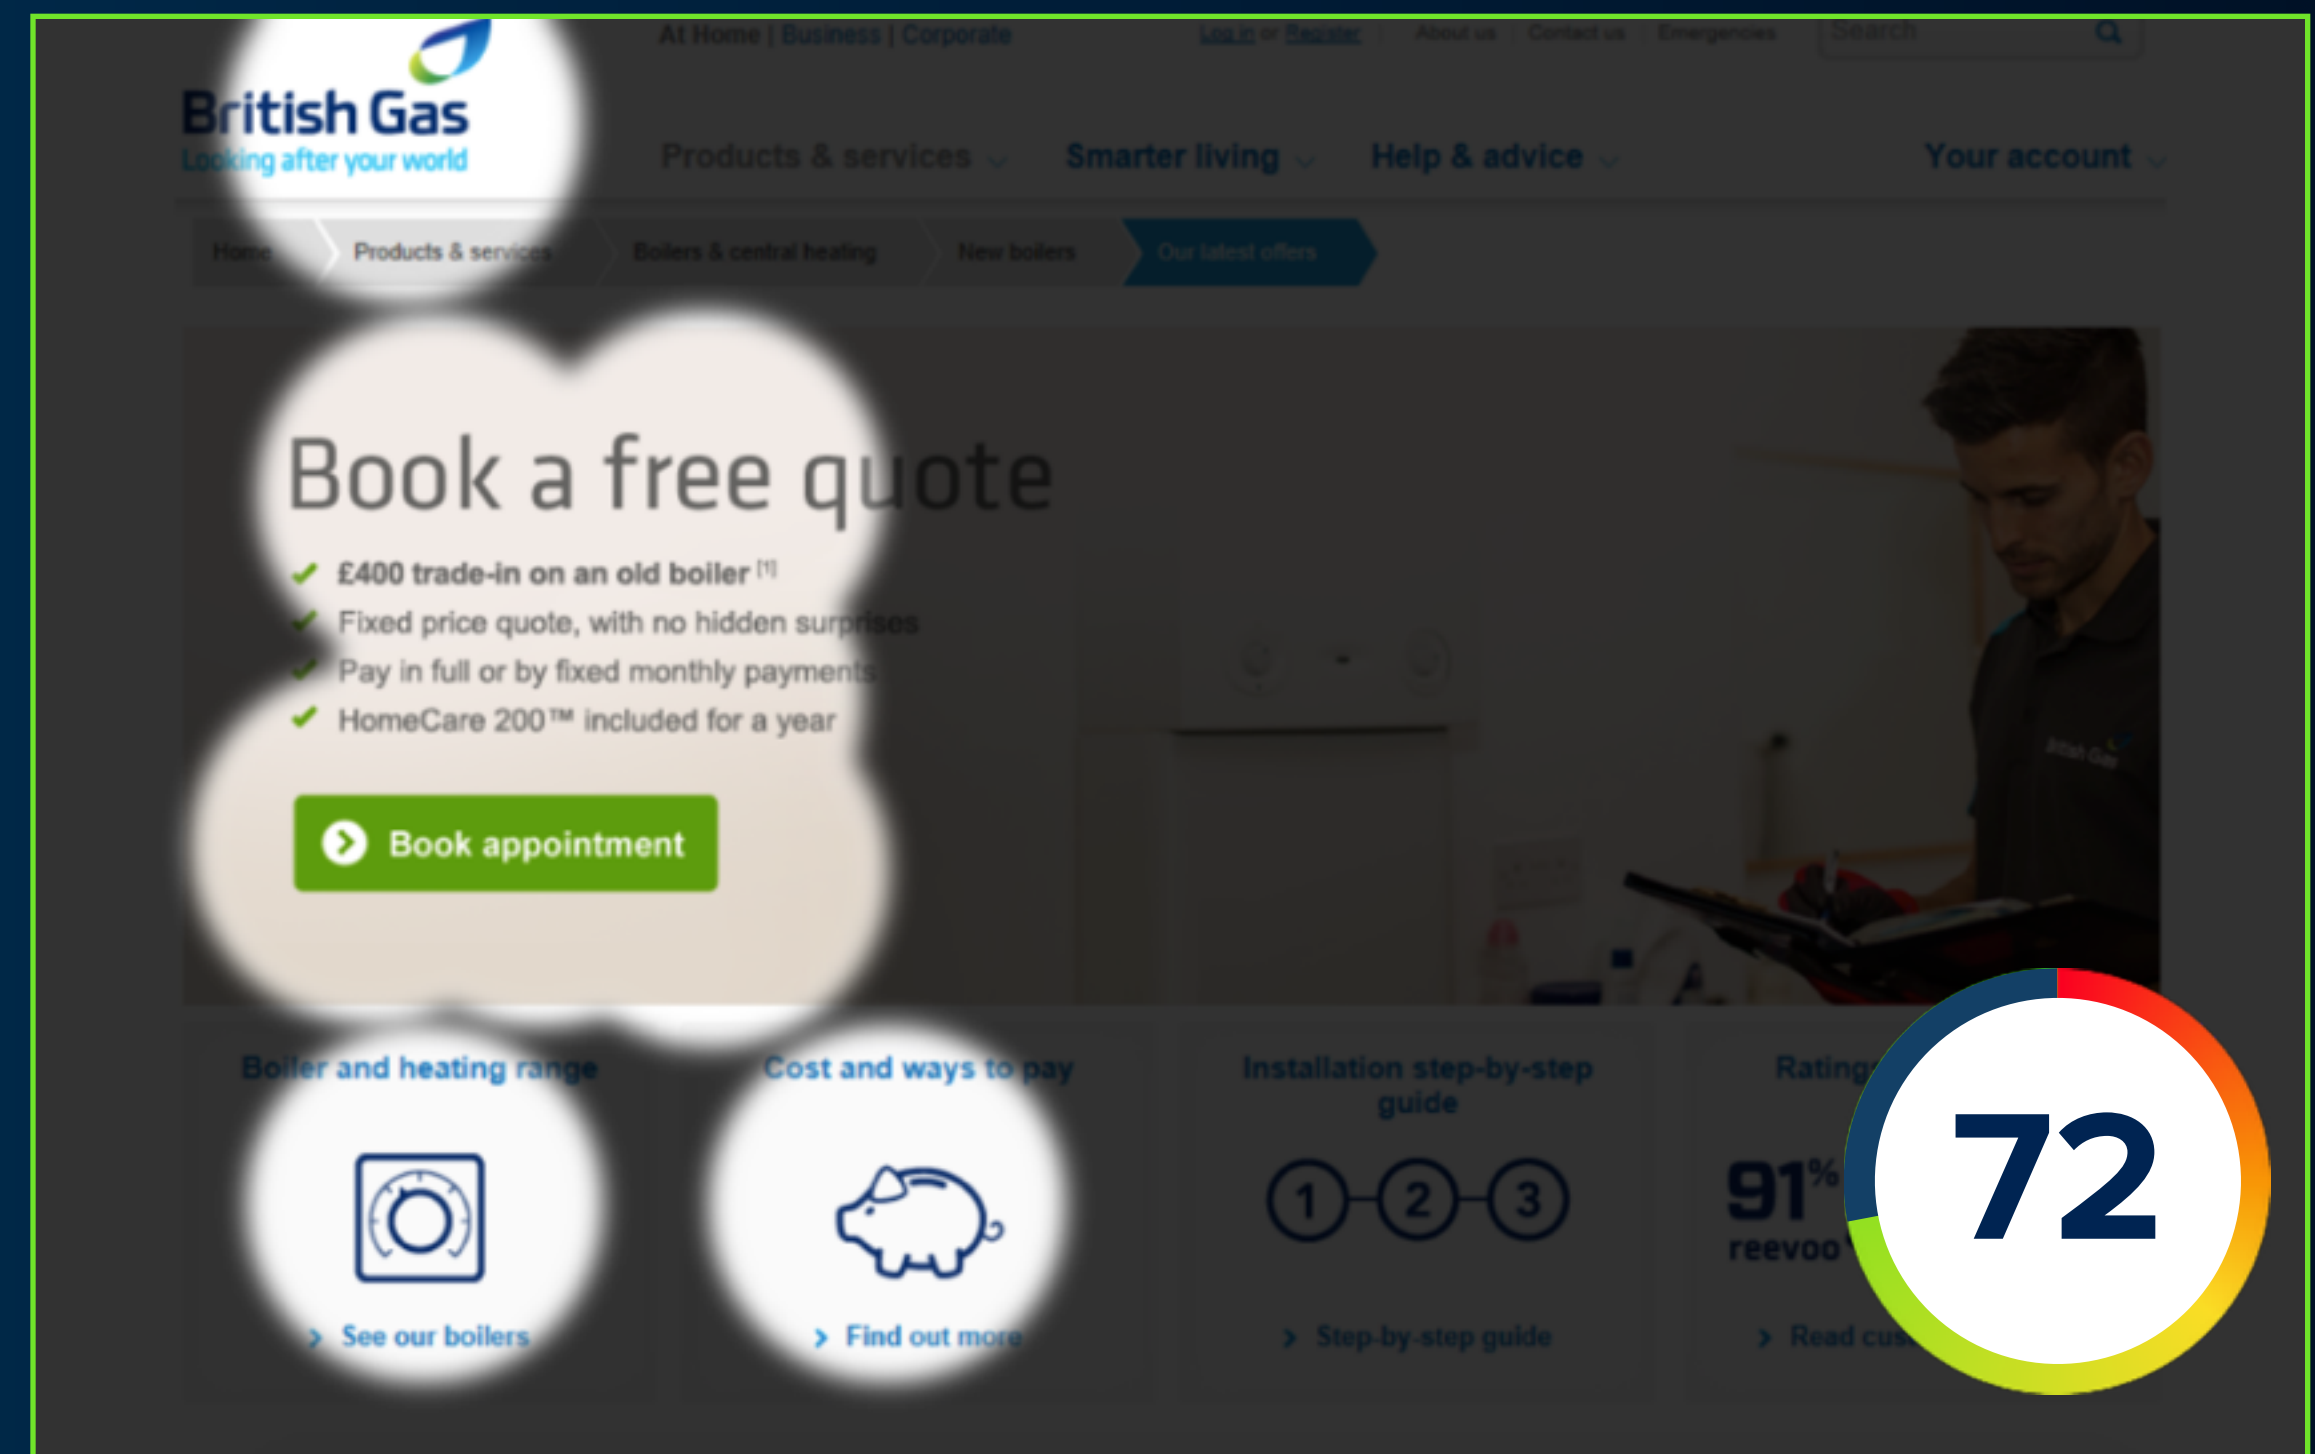 At Home | Business | Corporate
Log in or Register
About us
Contact us
Emergencies
Search
British Gas
Looking after your world
Products & services
Smarter living
Help & advice
Your account
Home
Products & services
Boilers & central heating
New boilers
Our latest offers
Book a free quote
£400 trade-in on an old boiler [1]
Fixed price quote, with no hidden surprises
Pay in full or by fixed monthly payments
HomeCare 200™ included for a year
Book appointment
British Gas
Boiler and heating range
See our boilers
Cost and ways to pay
Find out more
Installation step-by-step
guide
1 2 3
Step-by-step guide
Ratings
91%
reevoo
Read
72